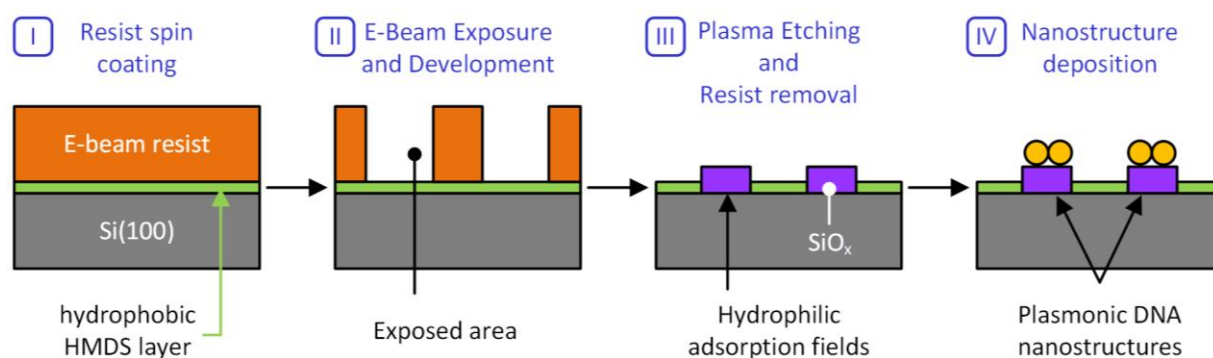 I
Resist spin
coating
II
E-Beam Exposure
and Development
III
Plasma Etching
and
Resist removal
IV
Nanostructure
deposition
E-beam resist
Si(100)
hydrophobic
HMDS layer
Exposed area
SiOₓ
Hydrophilic
adsorption fields
Plasmonic DNA
nanostructures